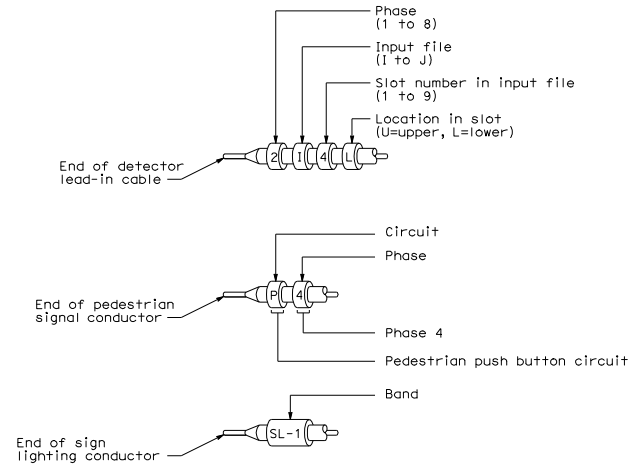 Phase
(1 to 8)
Input file
(I to J)
Slot number in input file
(1 to 9)
Location in slot
(U=upper, L=lower)
2 I 4 L
End of detector
lead-in cable
Circuit
Phase
P 4
End of pedestrian
signal conductor
Phase 4
Pedestrian push button circuit
Band
SL-1
End of sign
lighting conductor